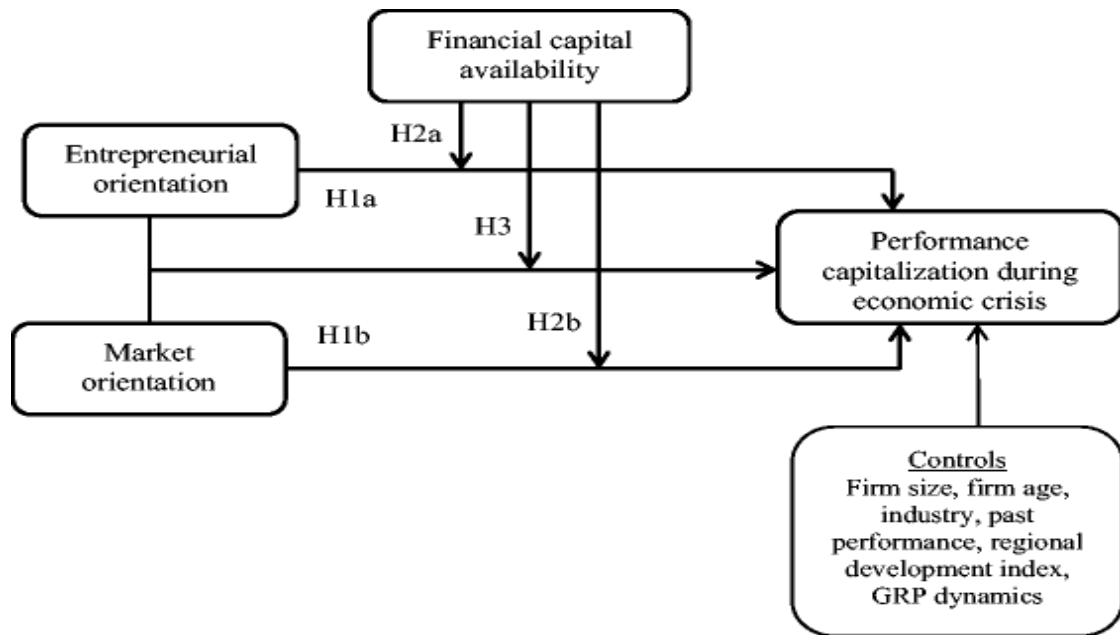 Financial capital
availability
H2a
Entrepreneurial
orientation
H1a
H3
Performance
capitalization during
economic crisis
H2b
H1b
Market
orientation
Controls
Firm size, firm age,
industry, past
performance, regional
development index,
GRP dynamics